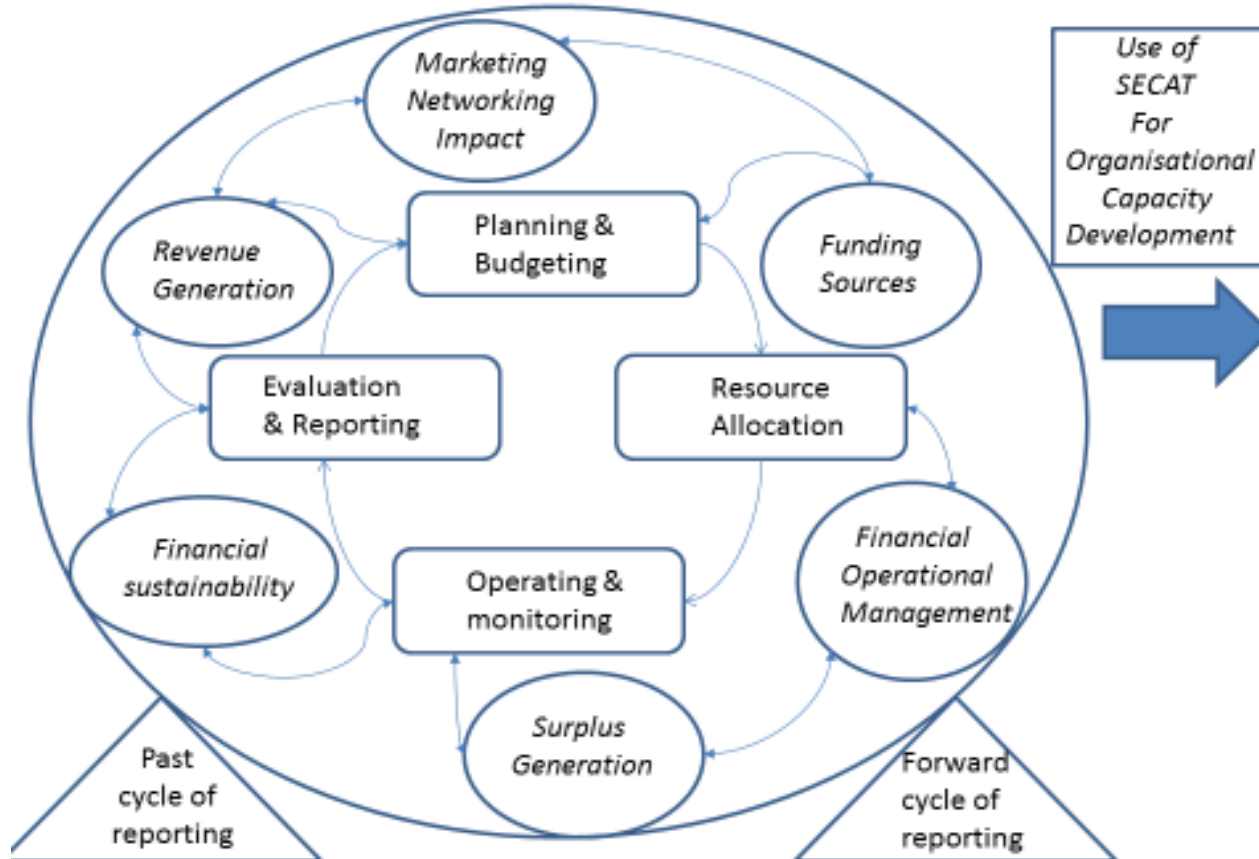 Marketing
Networking
Impact
Use of
SECAT
For
Organisational
Capacity
Development
Revenue
Generation
Planning &
Budgeting
Funding
Sources
Evaluation
& Reporting
Resource
Allocation
Financial
sustainability
Operating &
monitoring
Financial
Operational
Management
Surplus
Generation
Past
cycle of
reporting
Forward
cycle of
reporting